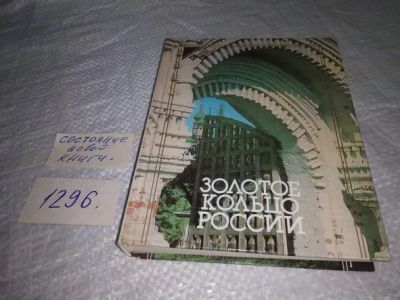 СОСТОЯНИЕ
НОВОЙ
КНИГИ.
1296.
ЗОЛОТОЕ
КОЛЬЦО
РОССИИ